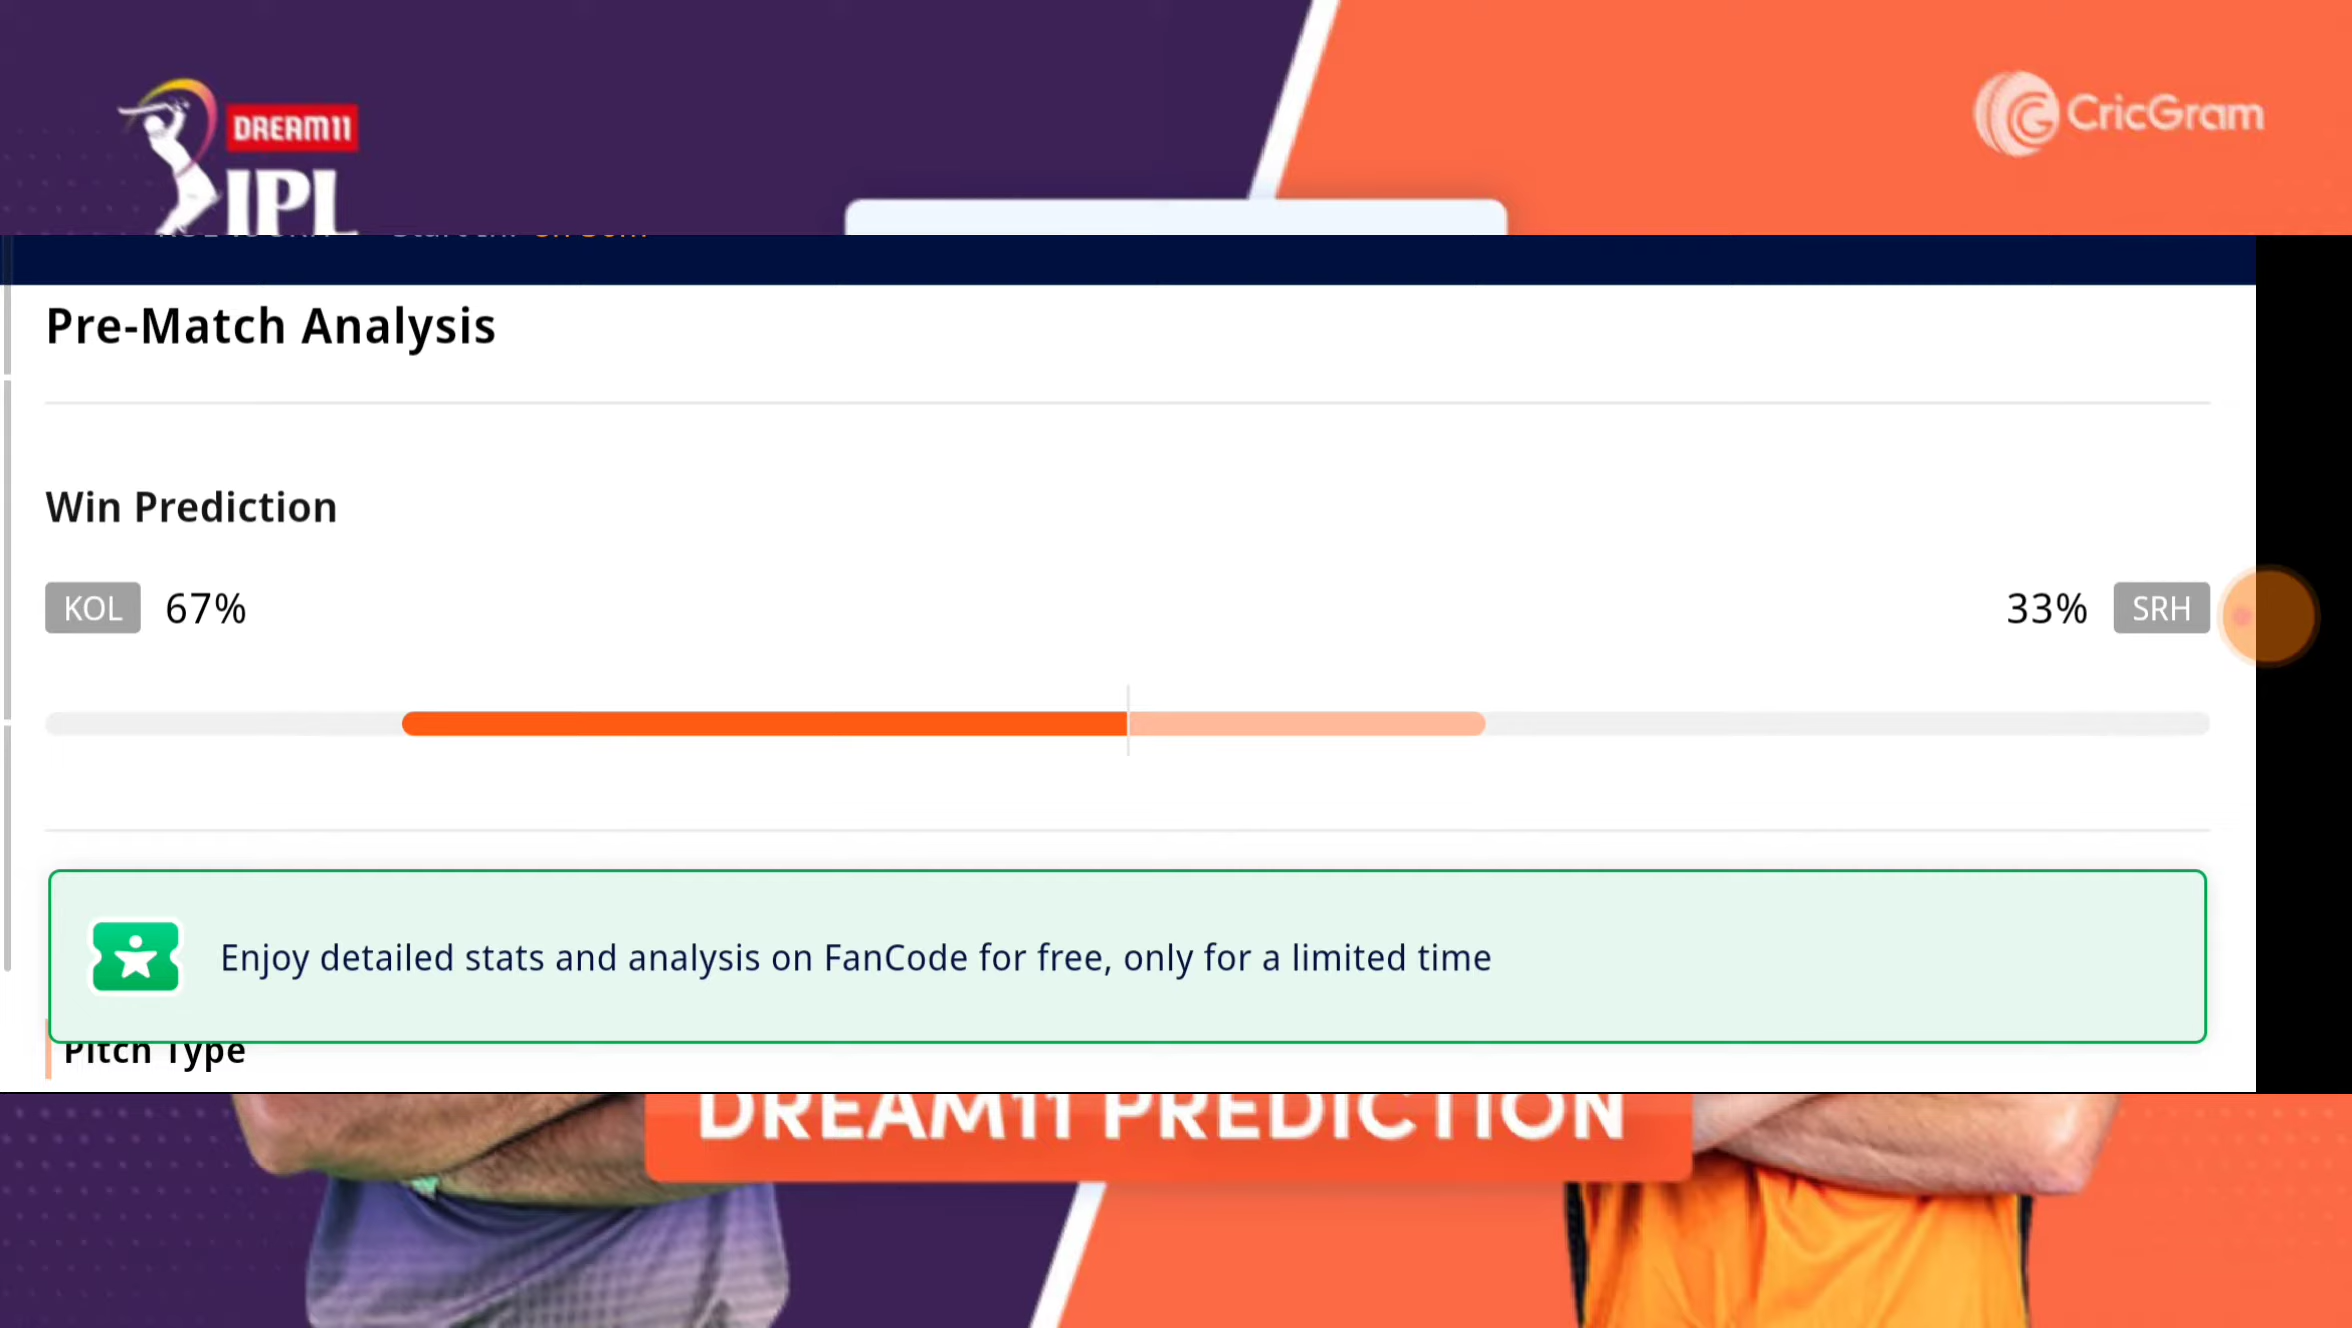 DREAM11
IPL
CricGram
Pre-Match Analysis
Win Prediction
KOL 67%
33% SRH
Enjoy detailed stats and analysis on FanCode for free, only for a limited time
Pitch Type
DREAM11 PREDICTION